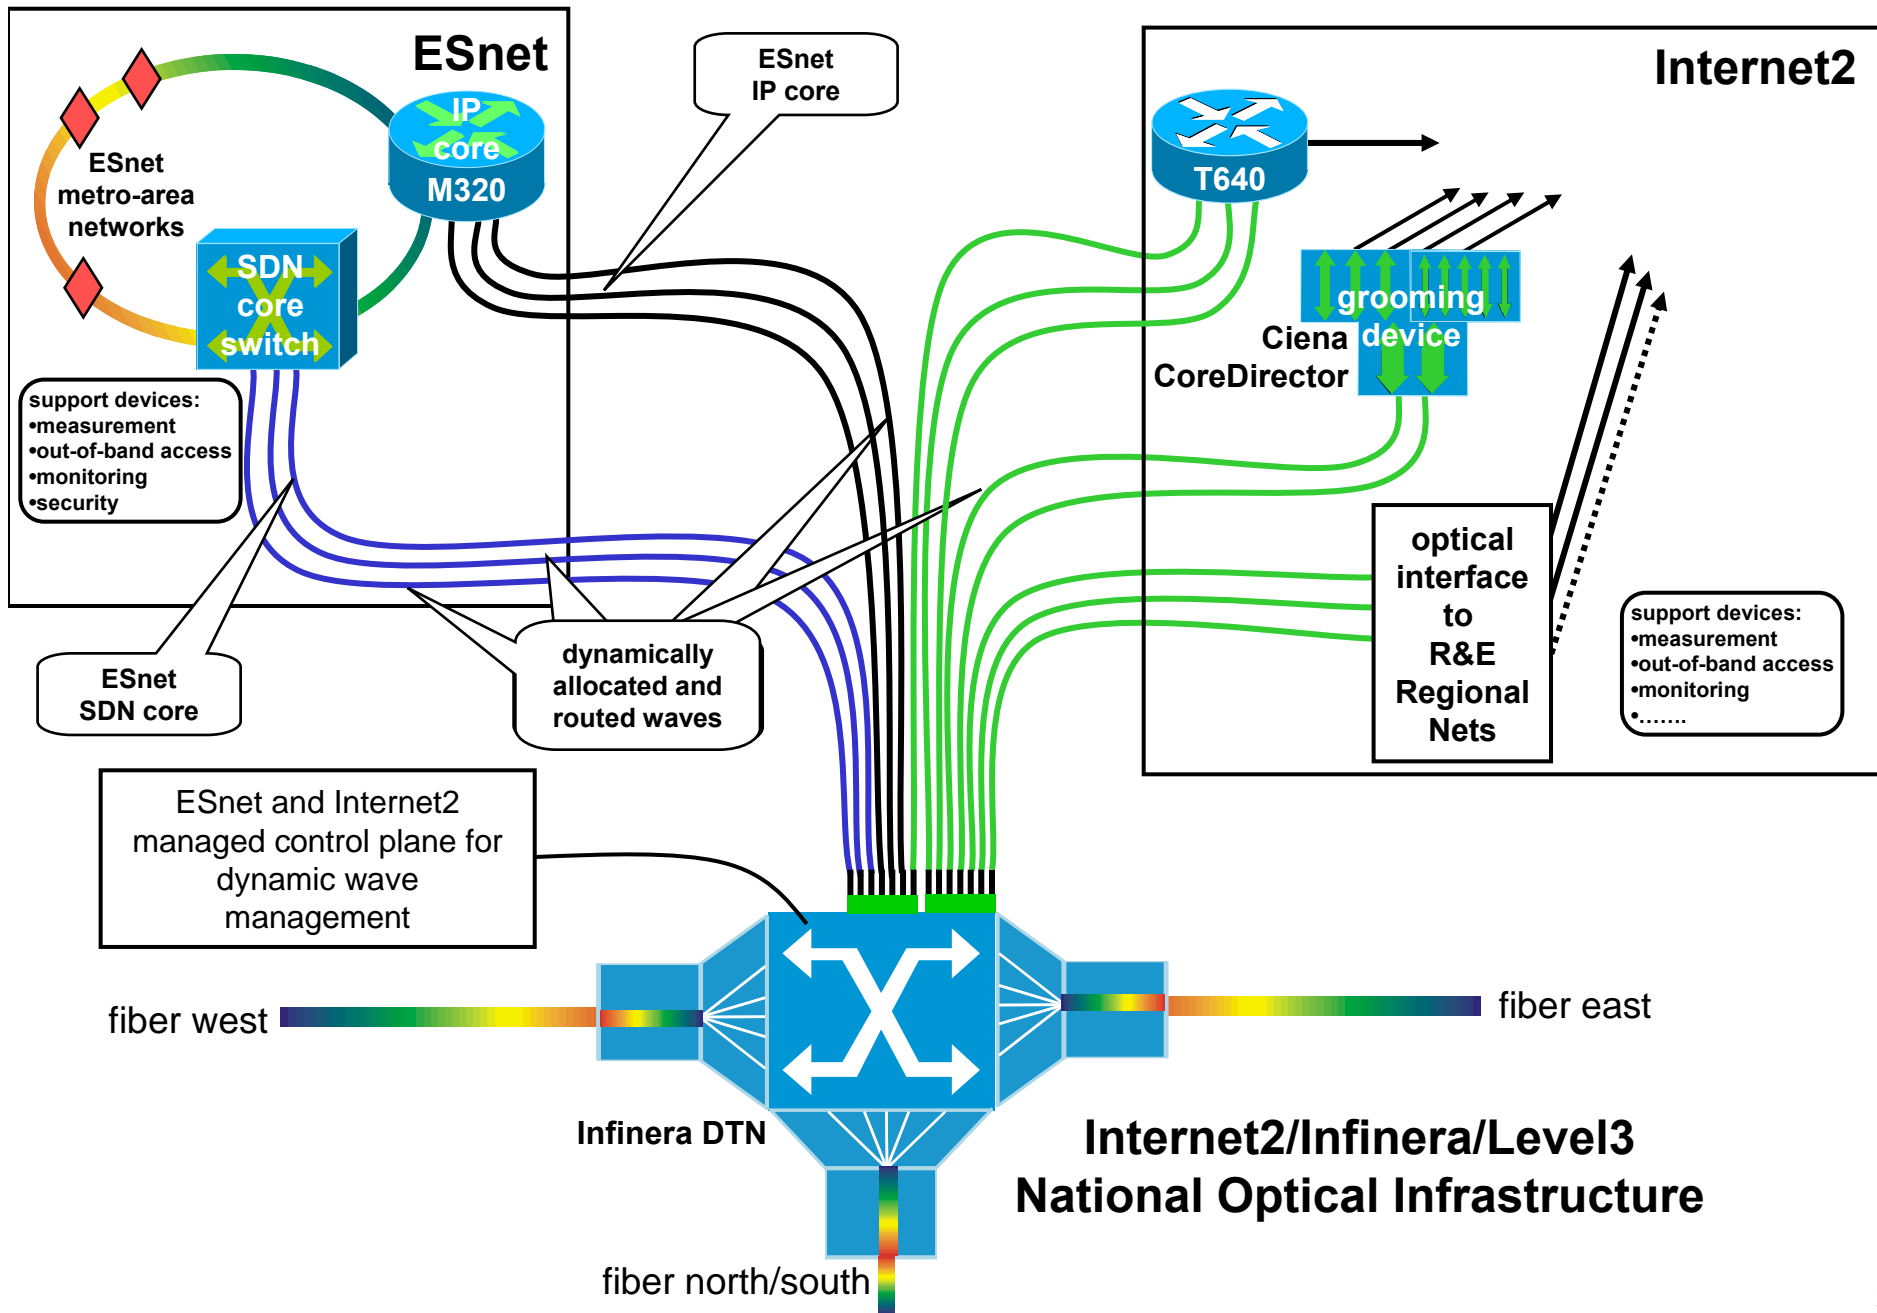 ESnet
ESnet
IP core
Internet2
IP
core
M320
T640
ESnet
metro-area
networks
SDN
core
switch
grooming
device
Ciena
CoreDirector
support devices:
•measurement
•out-of-band access
•monitoring
•security
optical
interface
to
R&E
Regional
Nets
support devices:
•measurement
•out-of-band access
•monitoring
•…….
ESnet
SDN core
dynamically
allocated and
routed waves
ESnet and Internet2
managed control plane for
dynamic wave
management
fiber west
fiber east
Infinera DTN
Internet2/Infinera/Level3
National Optical Infrastructure
fiber north/south